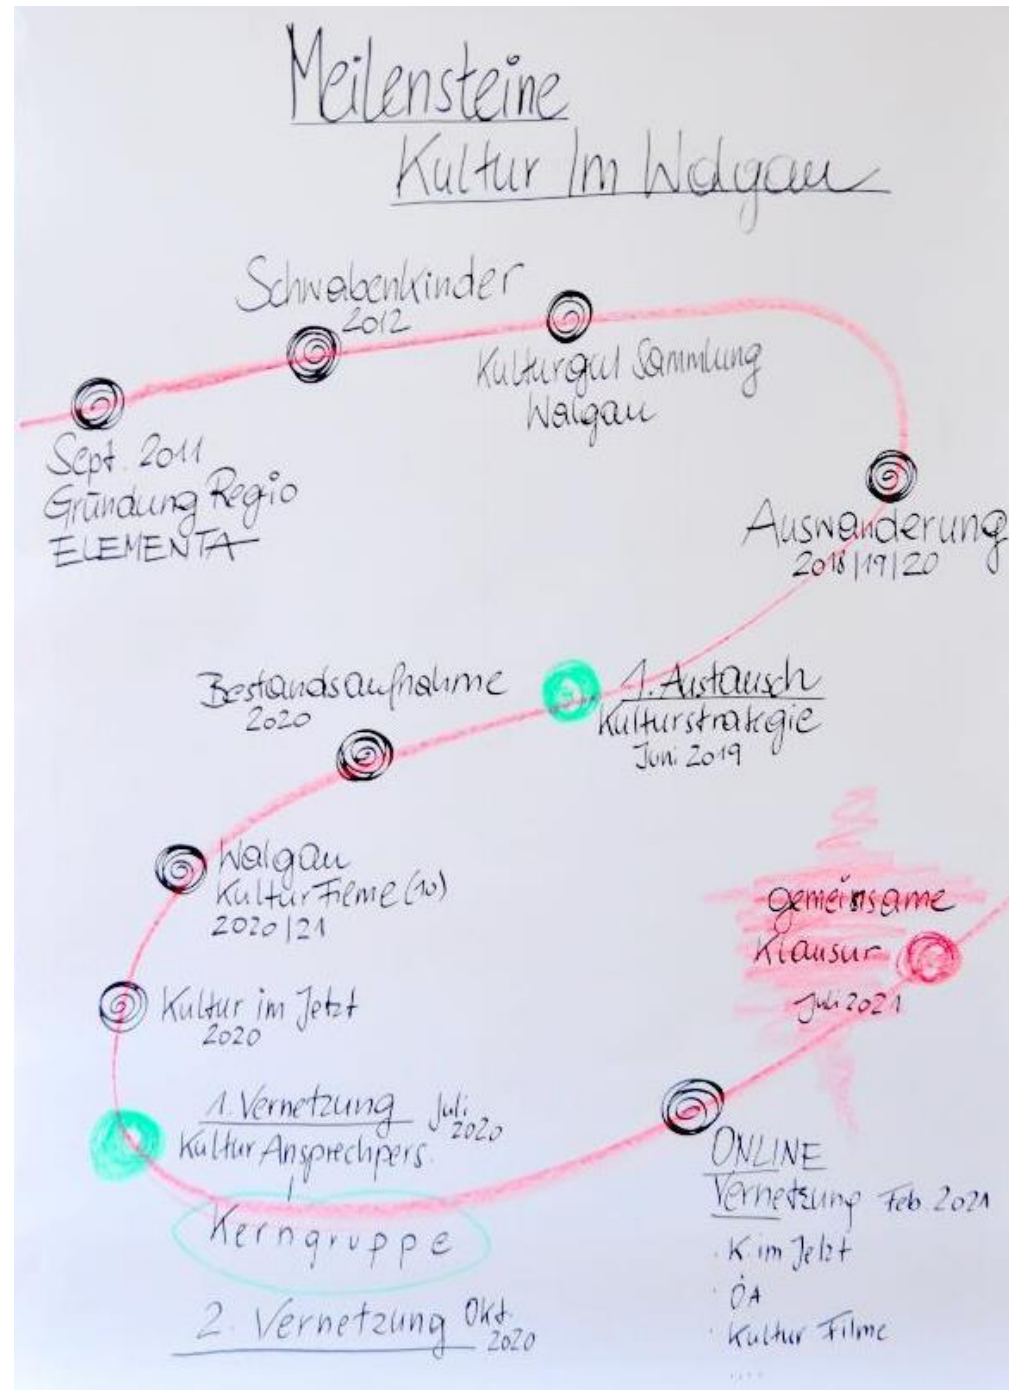 Meilensteine
Kultur Im Walgau
Schwabenkinder
2012
Kulturgut Sammlung
Walgau
Sept. 2011
Gründung Regio
ELEMENTA
Auswanderung
2018/19/20
1. Austausch
Kulturstrategie
Juni 2019
Bestandsaufnahme
2020
Walgau
Kultur Filme (10)
2020/21
Kultur im Jetzt
2020
1. Vernetzung Juli
2020
Kultur Ansprechpers.
Kerngruppe
2. Vernetzung Okt.
2020
ONLINE
Vernetzung Feb. 2021
· K im Jetzt
· ÖA
· Kultur Filme
....
gemeinsame
Klausur
Juli 2021